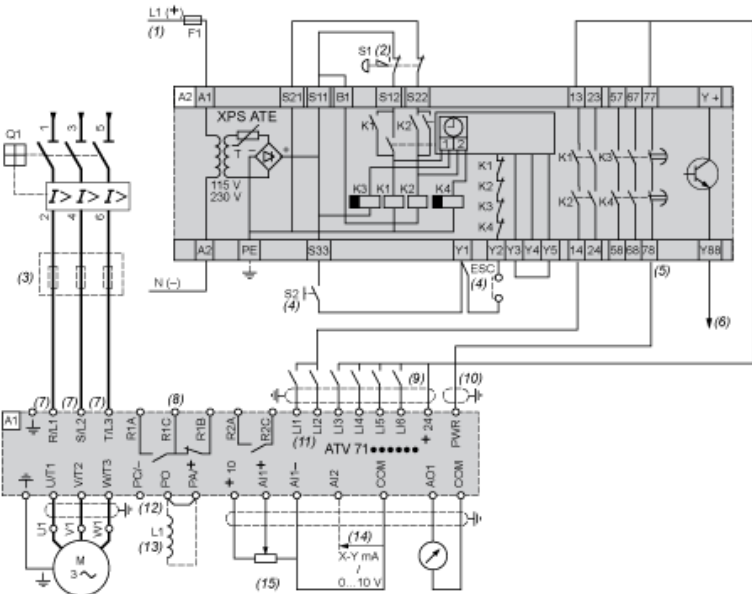 L1 (+)
(1)
F1
S1 (2)
A2 A1 S21 S11 B1 S12 S22 13 23 57 67 77 Y +
XPS ATE
K1 K2
1 2
T
+
115 V
230 V
K3 K1 K2 K4
K1
K2
K3
K4
K1 K3
K2 K4
A2 PE S33 Y1 Y2 Y3 Y4 Y5 14 24 58 68 78 Y88
Q1
1 3 5
I> I> I>
2 4 6
(3)
N (–)
S2
(4)
ESC
(4)
(5)
(6)
(7) (7) (7) (8) (9) (10)
A1
R/L1 S/L2 T/L3 R1A R1C R1B R2A R2C LI1 LI2 LI3 LI4 LI5 LI6 + 24 PWR
(11)
ATV 71
U/T1 V/T2 W/T3 PC/– PO PA/+ + 10 AI1+ AI1– AI2 COM AO1 COM
(12)
U1 V1 W1
L1
(13)
(14)
X-Y mA
/
0...10 V
(15)
M
3 ~